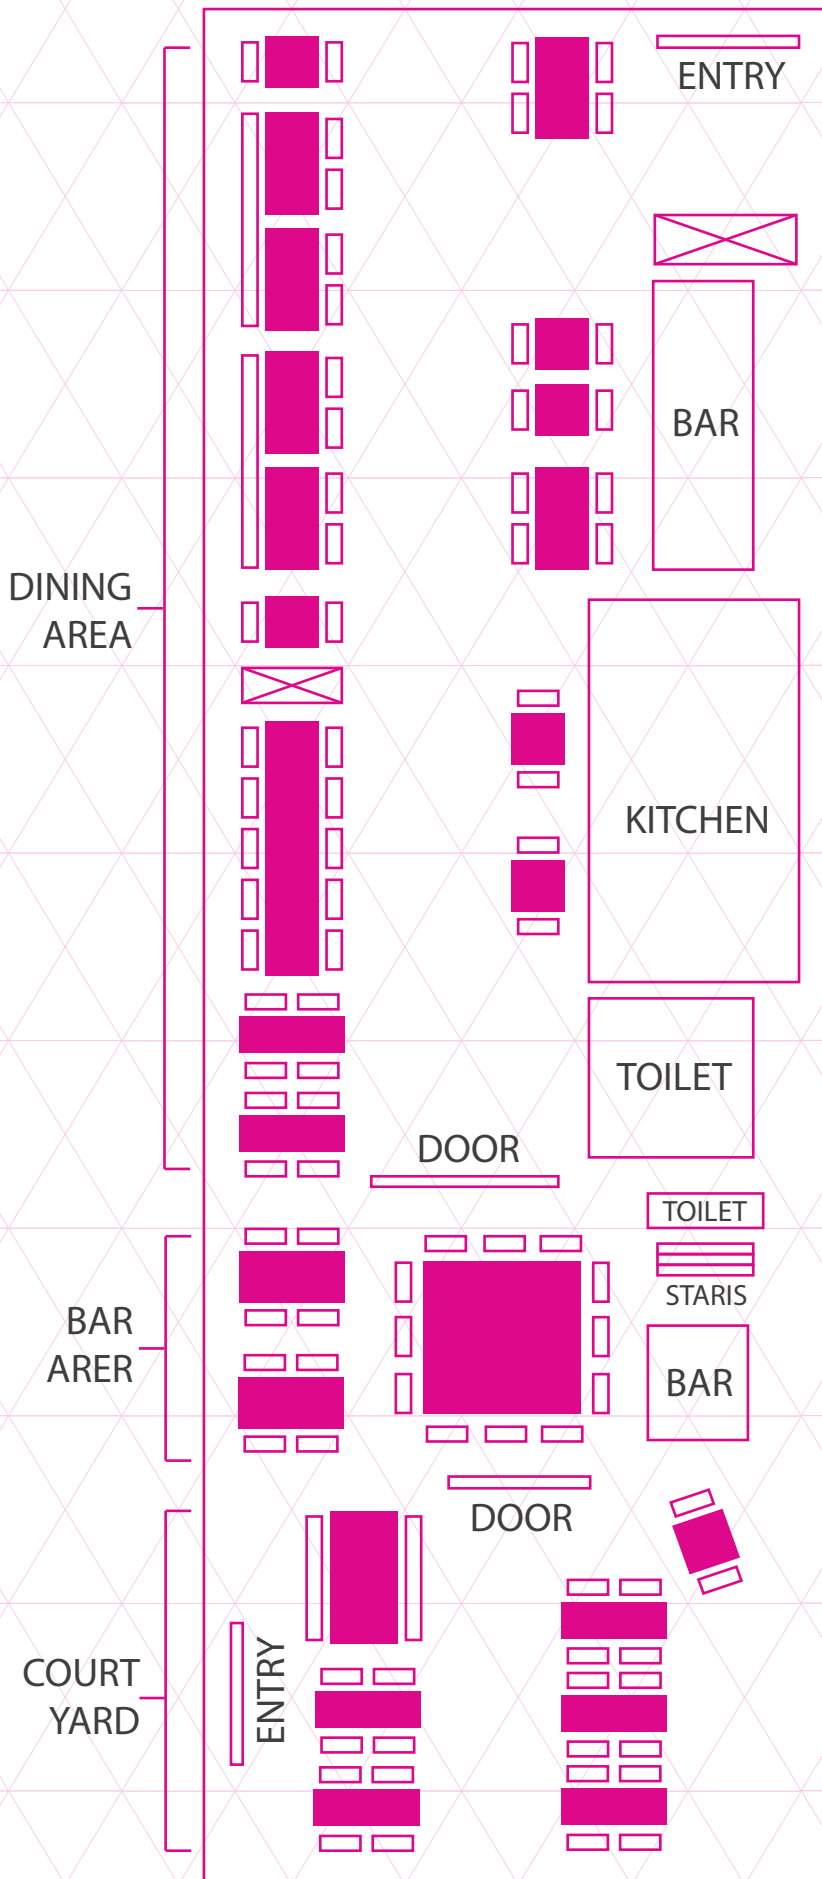 ENTRY
BAR
DINING
AREA
KITCHEN
TOILET
DOOR
TOILET
STARIS
BAR
ARER
BAR
DOOR
COURT
YARD
ENTRY